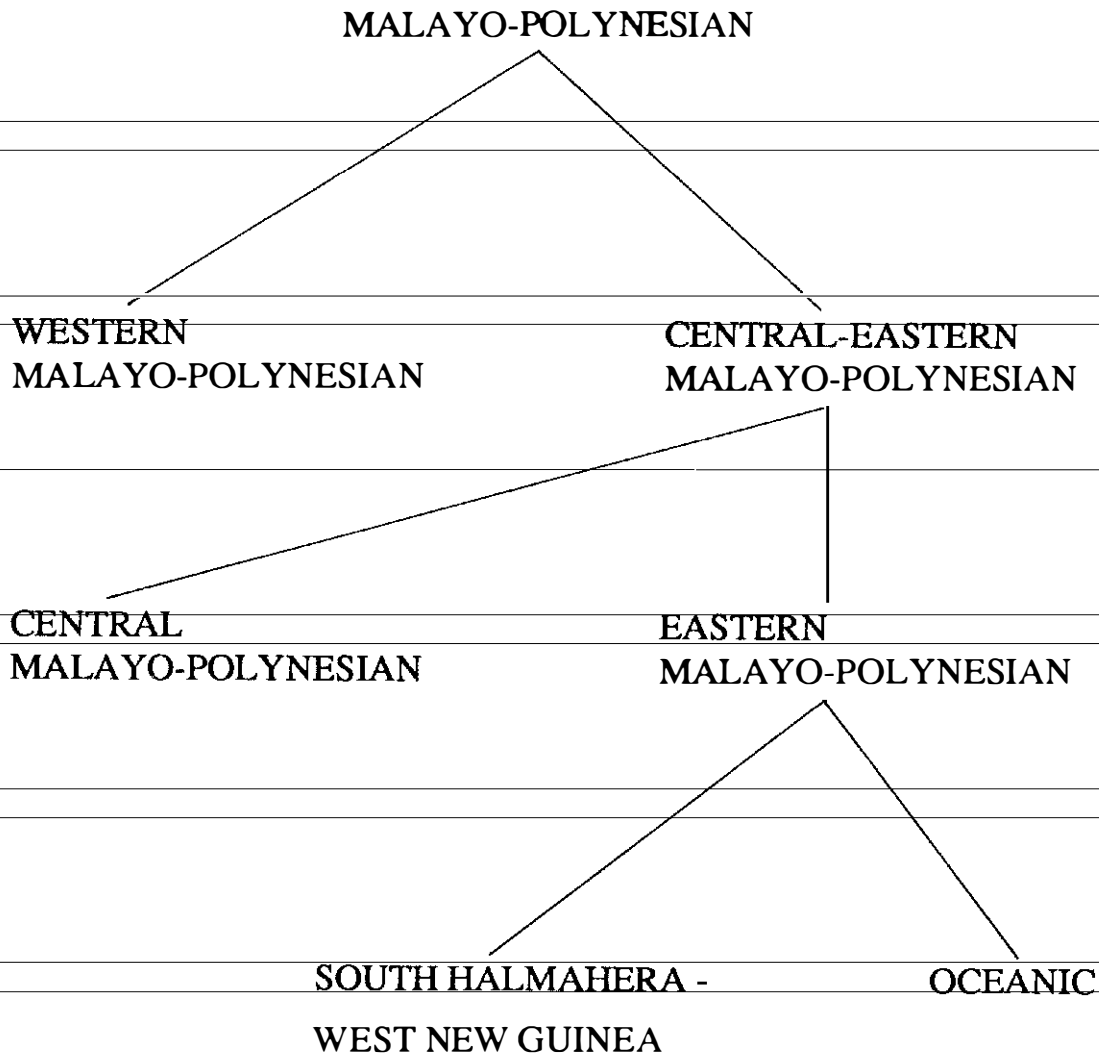 MALAYO-POLYNESIAN
WESTERN
MALAYO-POLYNESIAN
CENTRAL-EASTERN
MALAYO-POLYNESIAN
CENTRAL
MALAYO-POLYNESIAN
EASTERN
MALAYO-POLYNESIAN
SOUTH HALMAHERA -
WEST NEW GUINEA
OCEANIC